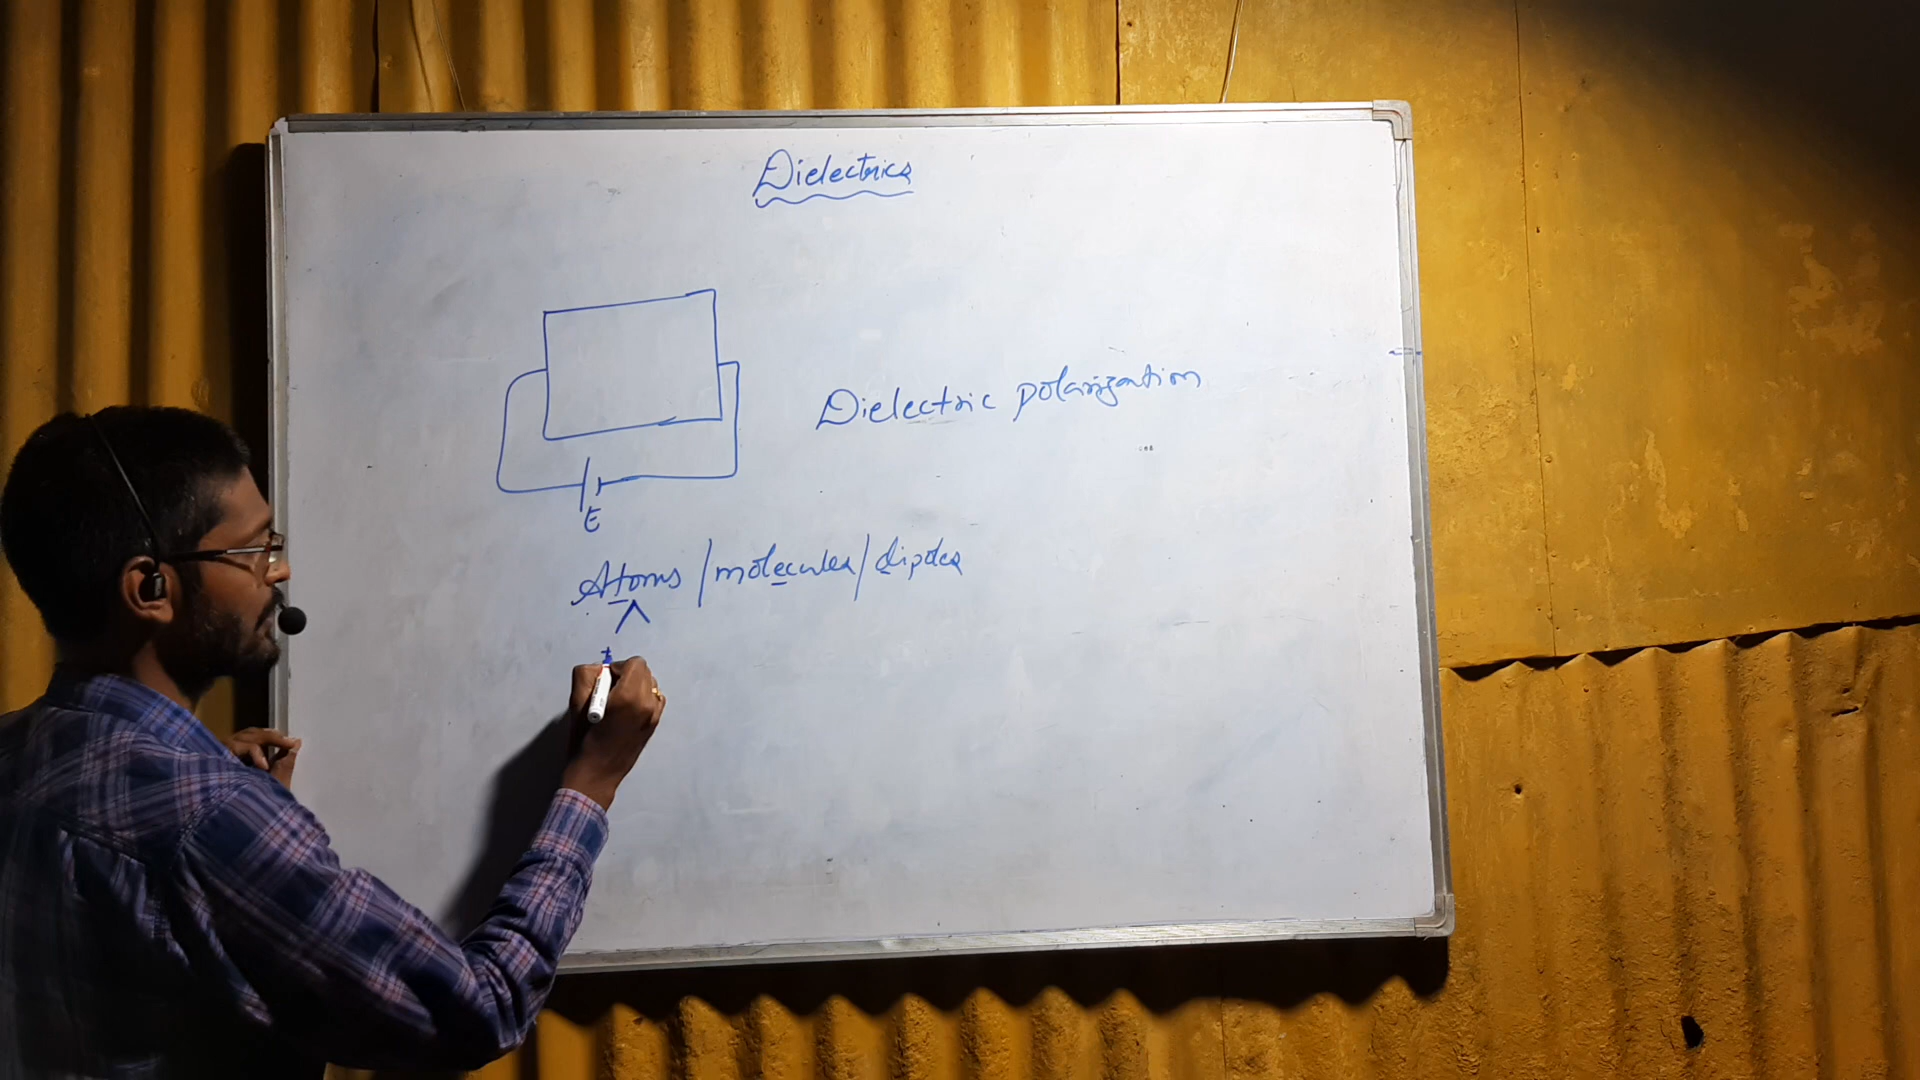 Dielectrics
Dielectric polarization
E
Atoms/molecules/dipoles
+